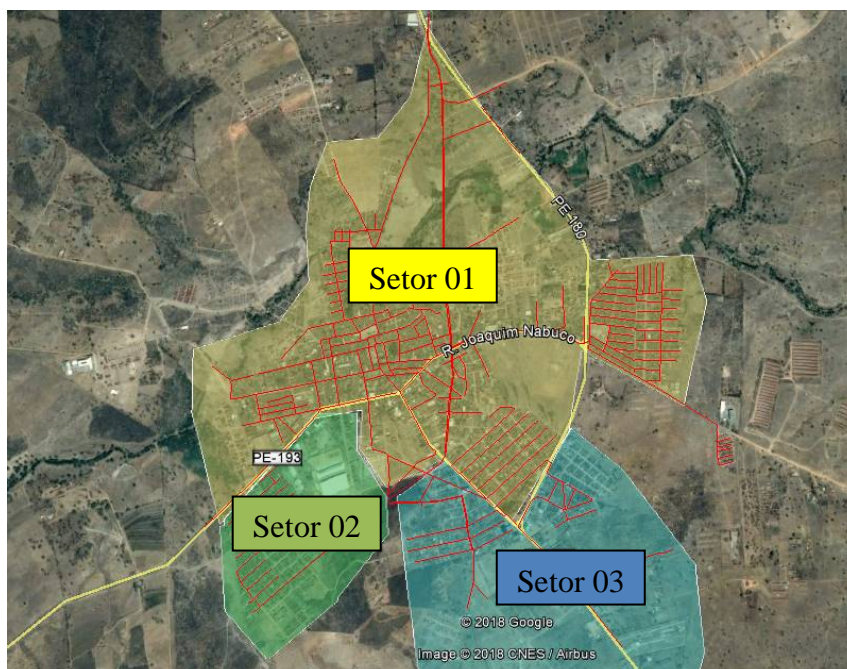 PE-180
Setor 01
R. Joaquim Nabuco
PE-193
Setor 02
Setor 03
© 2018 Google
Image © 2018 CNES / Airbus